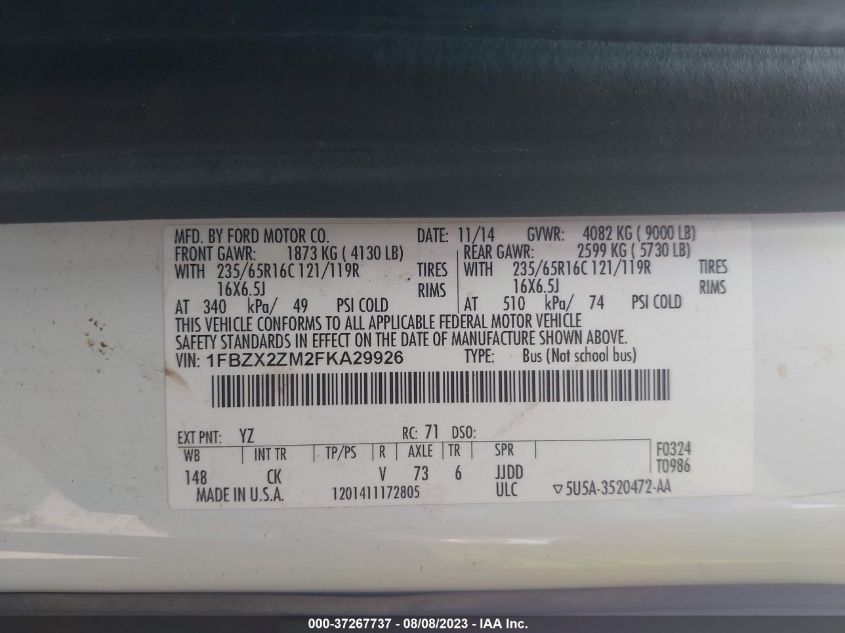 MFD. BY FORD MOTOR CO. DATE: 11/14 GVWR: 4082 KG ( 9000 LB)
FRONT GAWR: 1873 KG ( 4130 LB) REAR GAWR: 2599 KG ( 5730 LB)
WITH 235/65R16C 121/119R TIRES WITH 235/65R16C 121/119R TIRES
16X6.5J RIMS 16X6.5J RIMS
AT 340 kPa/ 49 PSI COLD AT 510 kPa/ 74 PSI COLD
THIS VEHICLE CONFORMS TO ALL APPLICABLE FEDERAL MOTOR VEHICLE
SAFETY STANDARDS IN EFFECT ON THE DATE OF MANUFACTURE SHOWN ABOVE.
VIN: 1FBZX2ZM2FKA29926 TYPE: Bus (Not school bus)
EXT PNT: YZ RC: 71 DSO:
WB INT TR TP/PS R AXLE TR SPR F0324
148 CK V 73 6 JJDD T0986
MADE IN U.S.A. 1201411172805 ULC ▽5U5A-3520472-AA
000-37267737 - 08/08/2023 - IAA Inc.